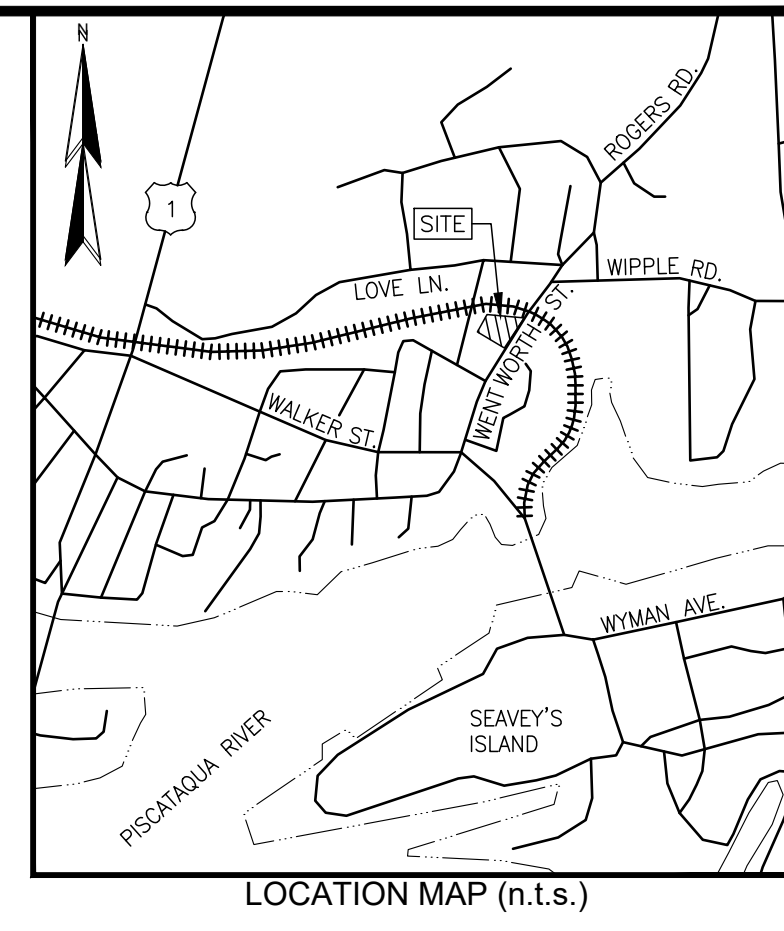 N
1
ROGERS RD.
SITE
WIPPLE RD.
LOVE LN.
WENTWORTH ST.
WALKER ST.
WYMAN AVE.
SEAVEY'S
ISLAND
PISCATAQUA RIVER
LOCATION MAP (n.t.s.)